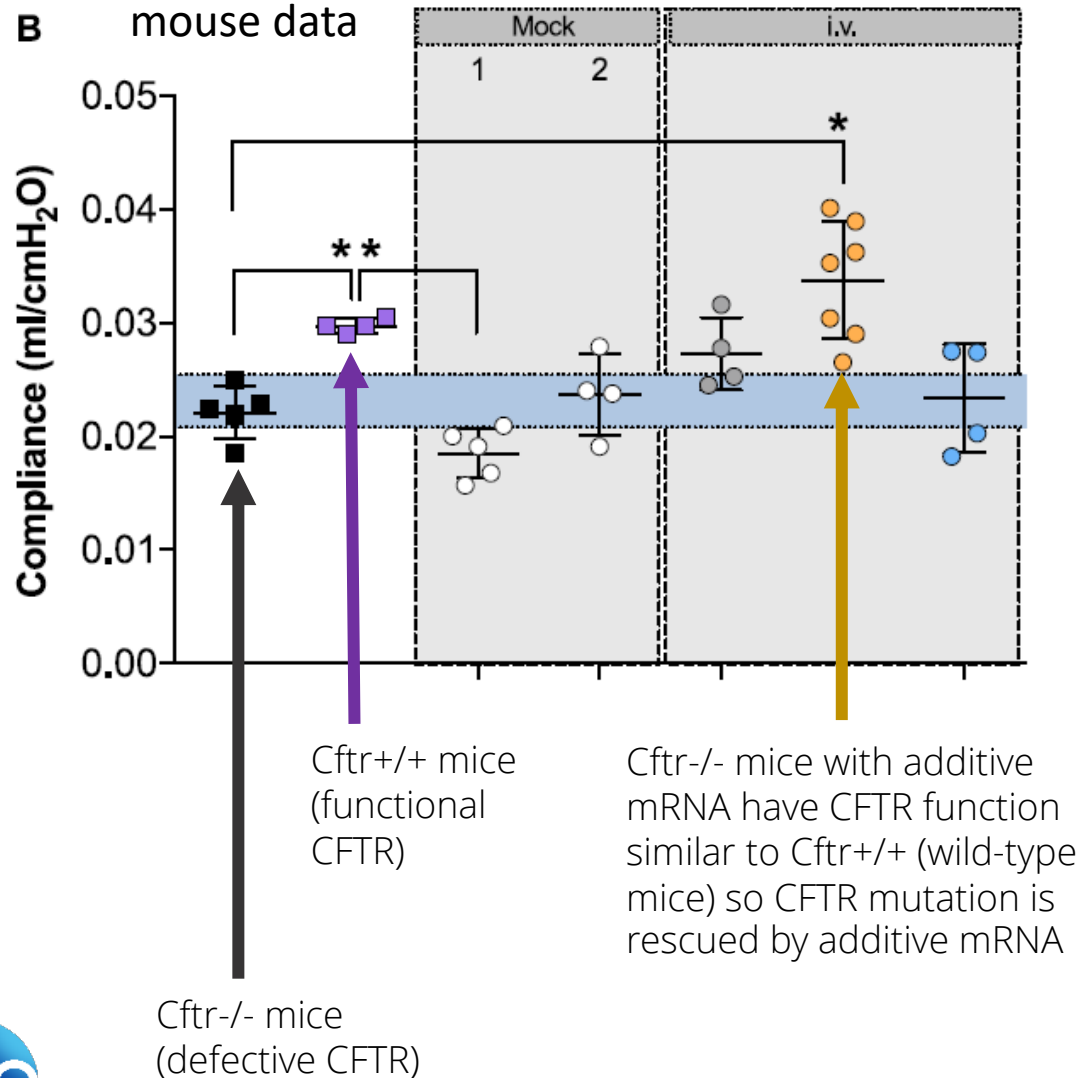 B
mouse data
Mock
i.v.
1
2
Compliance (ml/cmH₂O)
0.05
0.04
0.03
0.02
0.01
0.00
*
* *
Cftr+/+ mice
(functional
CFTR)
Cftr-/- mice with additive
mRNA have CFTR function
similar to Cftr+/+ (wild-type
mice) so CFTR mutation is
rescued by additive mRNA
Cftr-/- mice
(defective CFTR)